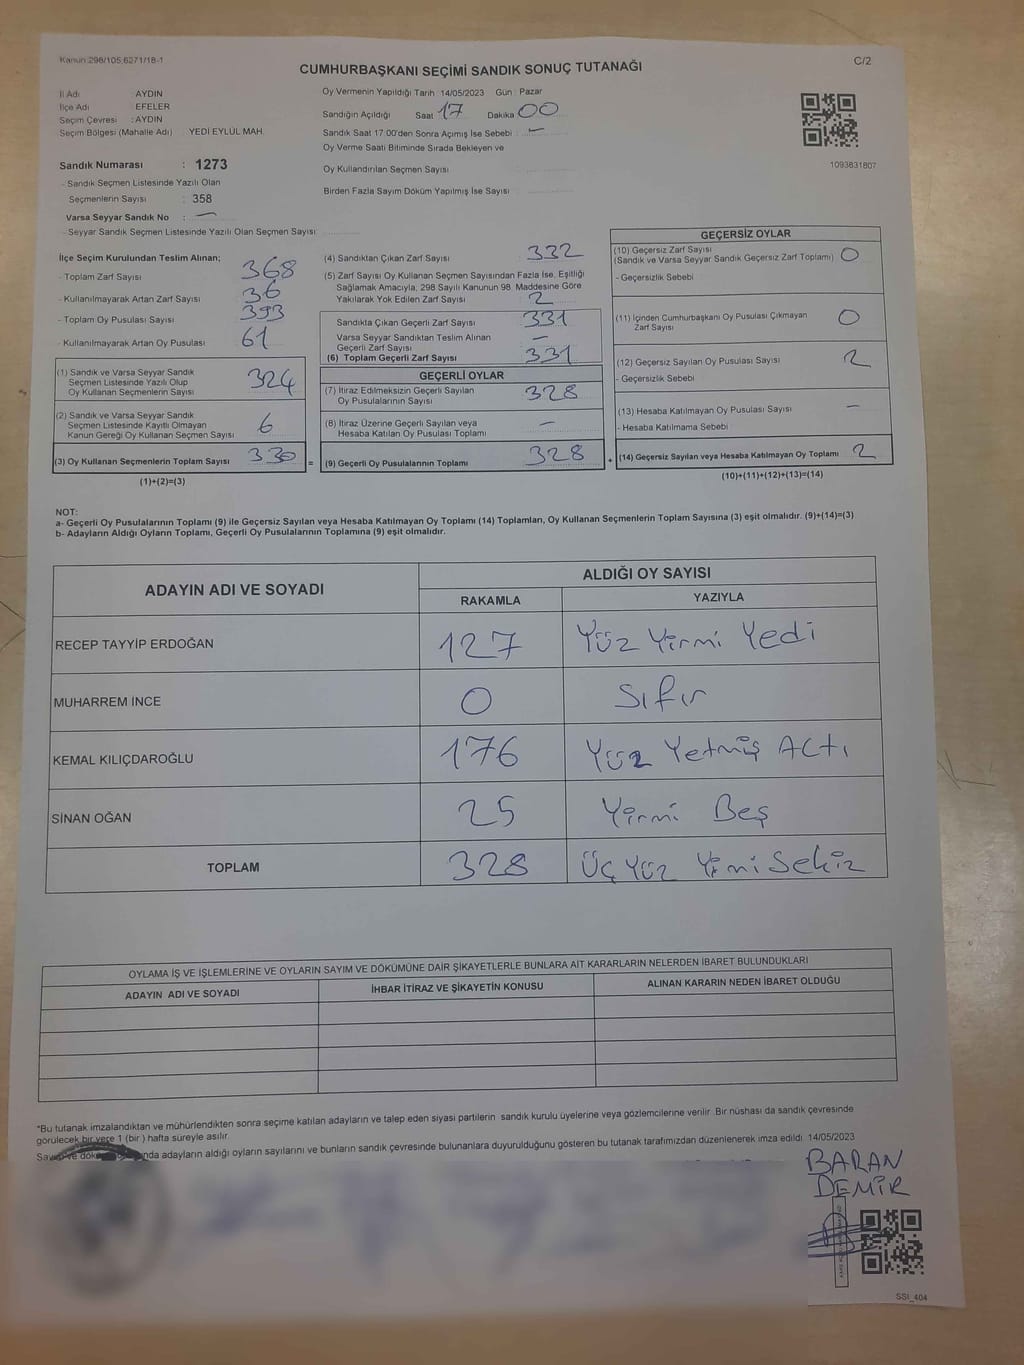 Kanun:298/105,6271/18-1
C/2
CUMHURBAŞKANI SEÇİMİ SANDIK SONUÇ TUTANAĞI
İl Adı : AYDIN
İlçe Adı : EFELER
Seçim Çevresi : AYDIN
Seçim Bölgesi (Mahalle Adı) : YEDİ EYLÜL MAH.
Sandık Numarası : 1273
- Sandık Seçmen Listesinde Yazılı Olan
Seçmenlerin Sayısı : 358
Varsa Seyyar Sandık No : —
- Seyyar Sandık Seçmen Listesinde Yazılı Olan Seçmen Sayısı:
Oy Vermenin Yapıldığı Tarih :14/05/2023 Gün : Pazar
Sandığın Açıldığı Saat 17 Dakika 00
Sandık Saat 17:00'den Sonra Açımış İse Sebebi : —
Oy Verme Saati Bitiminde Sırada Bekleyen ve
Oy Kullandırılan Seçmen Sayısı
Birden Fazla Sayım Döküm Yapılmış İse Sayısı
1093831807
İlçe Seçim Kurulundan Teslim Alınan;
- Toplam Zarf Sayısı 368
- Kullanılmayarak Artan Zarf Sayısı 36
- Toplam Oy Pusulası Sayısı 393
- Kullanılmayarak Artan Oy Pusulası 61
(1) Sandık ve Varsa Seyyar Sandık
Seçmen Listesinde Yazılı Olup
Oy Kullanan Seçmenlerin Sayısı 324
(2) Sandık ve Varsa Seyyar Sandık
Seçmen Listesinde Kayıtlı Olmayan
Kanun Gereği Oy Kullanan Seçmen Sayısı 6
(3) Oy Kullanan Seçmenlerin Toplam Sayısı 330
(1)+(2)=(3)
=
(4) Sandıktan Çıkan Zarf Sayısı 332
(5) Zarf Sayısı Oy Kullanan Seçmen Sayısından Fazla İse, Eşitliği
Sağlamak Amacıyla, 298 Sayılı Kanunun 98. Maddesine Göre
Yakılarak Yok Edilen Zarf Sayısı 2
Sandıkta Çıkan Geçerli Zarf Sayısı 331
Varsa Seyyar Sandıktan Teslim Alınan
Geçerli Zarf Sayısı —
(6) Toplam Geçerli Zarf Sayısı 331
GEÇERLİ OYLAR
(7) İtiraz Edilmeksizin Geçerli Sayılan
Oy Pusulalarının Sayısı 328
(8) İtiraz Üzerine Geçerli Sayılan veya
Hesaba Katılan Oy Pusulası Toplamı —
(9) Geçerli Oy Pusulalarının Toplamı 328
+
GEÇERSİZ OYLAR
(10) Geçersiz Zarf Sayısı
(Sandık ve Varsa Seyyar Sandık Geçersiz Zarf Toplamı) 0
- Geçersizlik Sebebi
(11) İçinden Cumhurbaşkanı Oy Pusulası Çıkmayan
Zarf Sayısı 0
(12) Geçersiz Sayılan Oy Pusulası Sayısı 2
- Geçersizlik Sebebi
(13) Hesaba Katılmayan Oy Pusulası Sayısı —
- Hesaba Katılmama Sebebi
(14) Geçersiz Sayılan veya Hesaba Katılmayan Oy Toplamı 2
(10)+(11)+(12)+(13)=(14)
NOT:
a- Geçerli Oy Pusulalarının Toplamı (9) ile Geçersiz Sayılan veya Hesaba Katılmayan Oy Toplamı (14) Toplamları, Oy Kullanan Seçmenlerin Toplam Sayısına (3) eşit olmalıdır. (9)+(14)=(3)
b- Adayların Aldığı Oyların Toplamı, Geçerli Oy Pusulalarının Toplamına (9) eşit olmalıdır.
ADAYIN ADI VE SOYADI
ALDIĞI OY SAYISI
RAKAMLA YAZIYLA
RECEP TAYYİP ERDOĞAN 127 Yüz Yirmi Yedi
MUHARREM İNCE 0 Sıfır
KEMAL KILIÇDAROĞLU 176 Yüz Yetmiş Altı
SİNAN OĞAN 25 Yirmi Beş
TOPLAM 328 Üç Yüz Yirmi Sekiz
OYLAMA İŞ VE İŞLEMLERİNE VE OYLARIN SAYIM VE DÖKÜMÜNE DAİR ŞİKAYETLERLE BUNLARA AİT KARARLARIN NELERDEN İBARET BULUNDUKLARI
ADAYIN ADI VE SOYADI İHBAR İTİRAZ VE ŞİKAYETİN KONUSU ALINAN KARARIN NEDEN İBARET OLDUĞU
*Bu tutanak imzalandıktan ve mühürlendikten sonra seçime katılan adayların ve talep eden siyasi partilerin sandık kurulu üyelerine ve gözlemcilerine verilir. Bir nüshası da sandık çevresinde
görülecek bir yere 1 (bir ) hafta süreyle asılır.
Sayım ve döküm adayların aldığı oyların sayılarını ve bunların sandık çevresinde bulunanlara duyurulduğunu gösteren bu tutanak tarafımızdan düzenlenerek imza edildi. 14/05/2023
BARAN
DEMİR
SSI_404